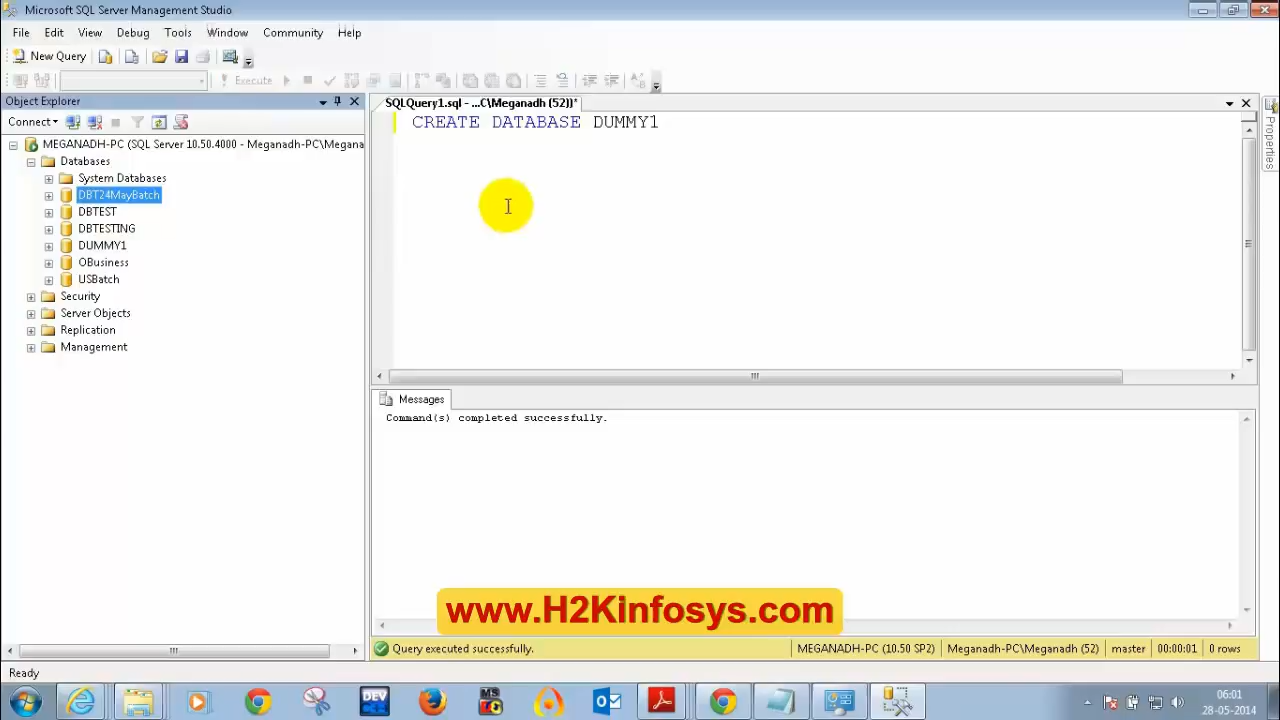 Microsoft SQL Server Management Studio
File Edit View Debug Tools Window Community Help
New Query
Execute
Object Explorer
SQLQuery1.sql - ...C\Meganadh (52))*
Connect
CREATE DATABASE DUMMY1
MEGANADH-PC (SQL Server 10.50.4000 - Meganadh-PC\Megana
Databases
System Databases
DBT24MayBatch
DBTEST
DBTESTING
DUMMY1
OBusiness
USBatch
Security
Server Objects
Replication
Management
Properties
Messages
Command(s) completed successfully.
www.H2Kinfosys.com
Query executed successfully.
MEGANADH-PC (10.50 SP2) Meganadh-PC\Meganadh (52) master 00:00:01 0 rows
Ready
DEV
MS
06:01
28-05-2014